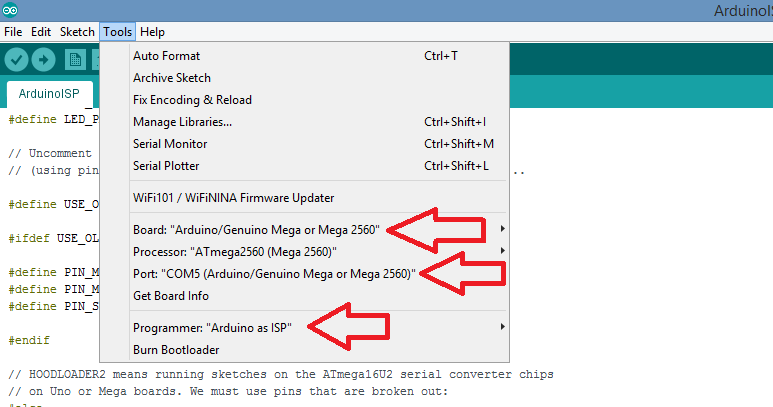 ArduinoIS
File Edit Sketch Tools Help
ArduinoISP
Auto Format Ctrl+T
Archive Sketch
Fix Encoding & Reload
Manage Libraries... Ctrl+Shift+I
Serial Monitor Ctrl+Shift+M
Serial Plotter Ctrl+Shift+L
WiFi101 / WiFiNINA Firmware Updater
Board: "Arduino/Genuino Mega or Mega 2560"
Processor: "ATmega2560 (Mega 2560)"
Port: "COM5 (Arduino/Genuino Mega or Mega 2560)"
Get Board Info
Programmer: "Arduino as ISP"
Burn Bootloader
#define LED_P
// Uncomment
// (using pin ..
#define USE_O
#ifdef USE_OL
#define PIN_M
#define PIN_M
#define PIN_S
#endif
// HOODLOADER2 means running sketches on the ATmega16U2 serial converter chips
// on Uno or Mega boards. We must use pins that are broken out: